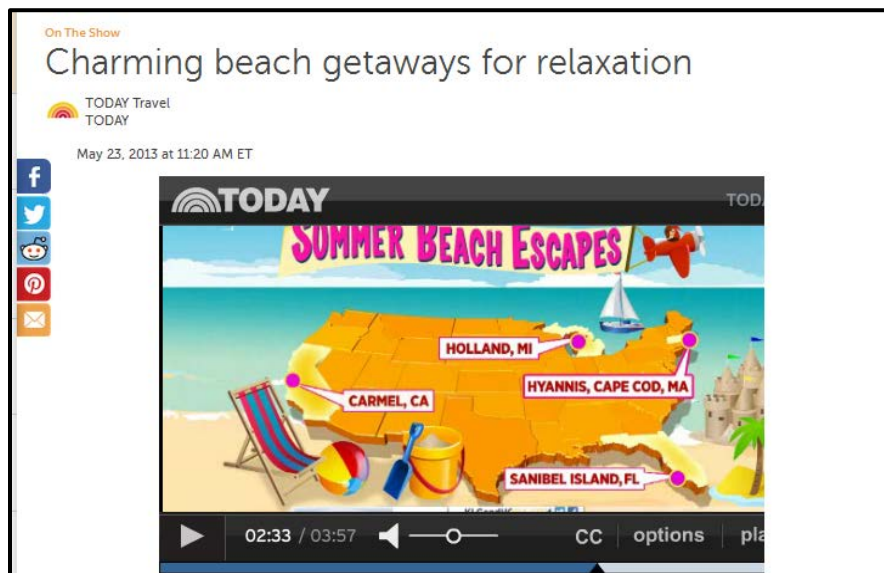 On The Show
Charming beach getaways for relaxation
TODAY Travel
TODAY
May 23, 2013 at 11:20 AM ET
TODAY
SUMMER BEACH ESCAPES
HOLLAND, MI
HYANNIS, CAPE COD, MA
CARMEL, CA
SANIBEL ISLAND, FL
02:33 / 03:57
CC
options